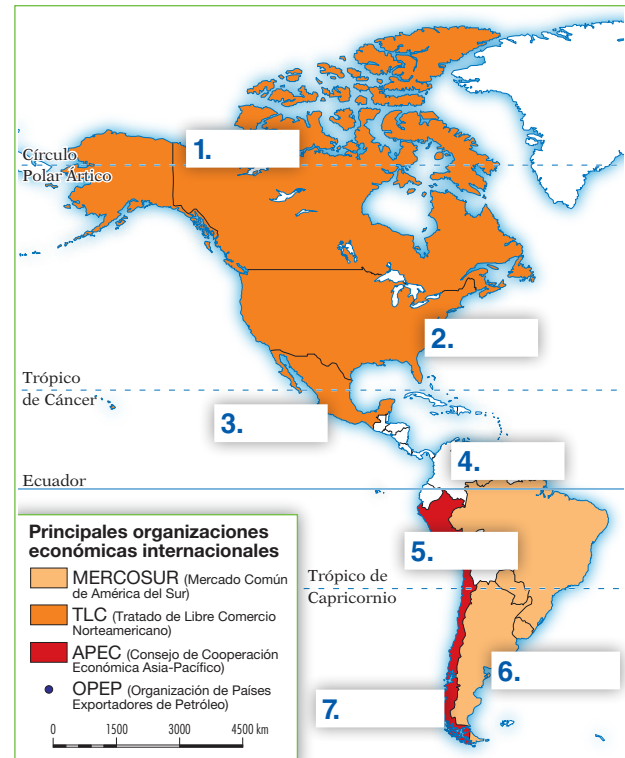 1.
Círculo
Polar Ártico
2.
Trópico
de Cáncer
3.
4.
Ecuador
Principales organizaciones
económicas internacionales
MERCOSUR (Mercado Común
de América del Sur)
TLC (Tratado de Libre Comercio
Norteamericano)
APEC (Consejo de Cooperación
Económica Asia-Pacífico)
OPEP (Organización de Países
Exportadores de Petróleo)
0 1500 3000 4500 km
5.
Trópico de
Capricornio
6.
7.